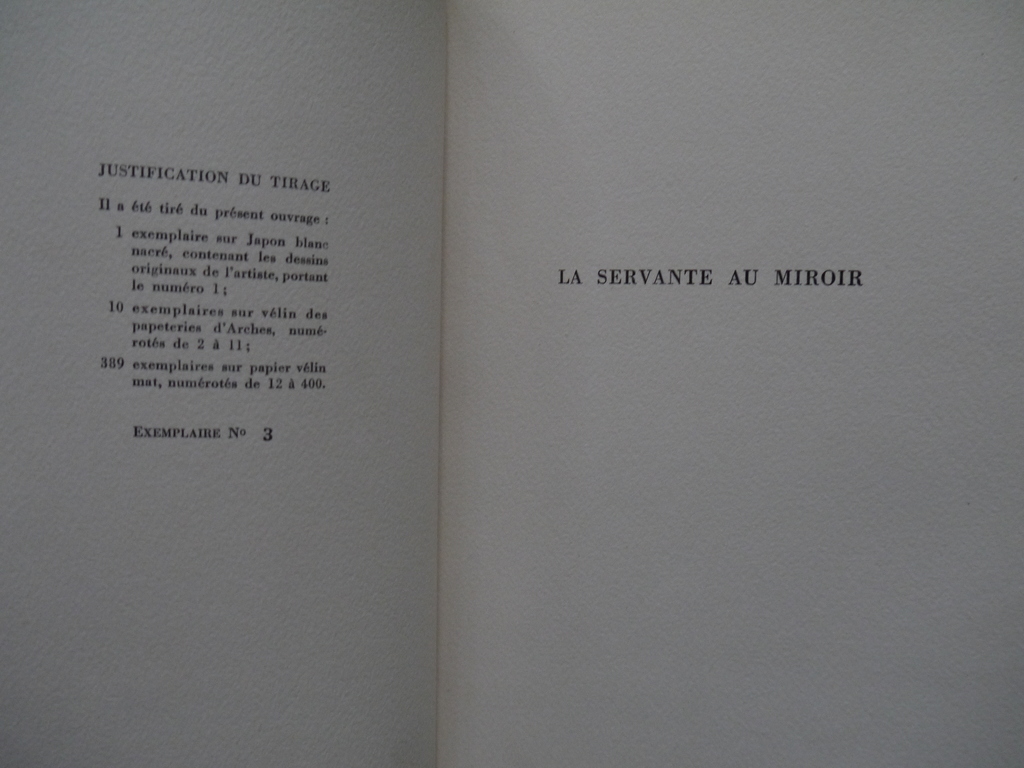 JUSTIFICATION DU TIRAGE
Il a été tiré du présent ouvrage :
1 exemplaire sur Japon blanc
nacré, contenant les dessins
originaux de l'artiste, portant
le numéro 1 ;
10 exemplaires sur vélin des
papeteries d'Arches, numé-
rotés de 2 à 11 ;
389 exemplaires sur papier vélin
mat, numérotés de 12 à 400.
EXEMPLAIRE No 3
LA SERVANTE AU MIROIR